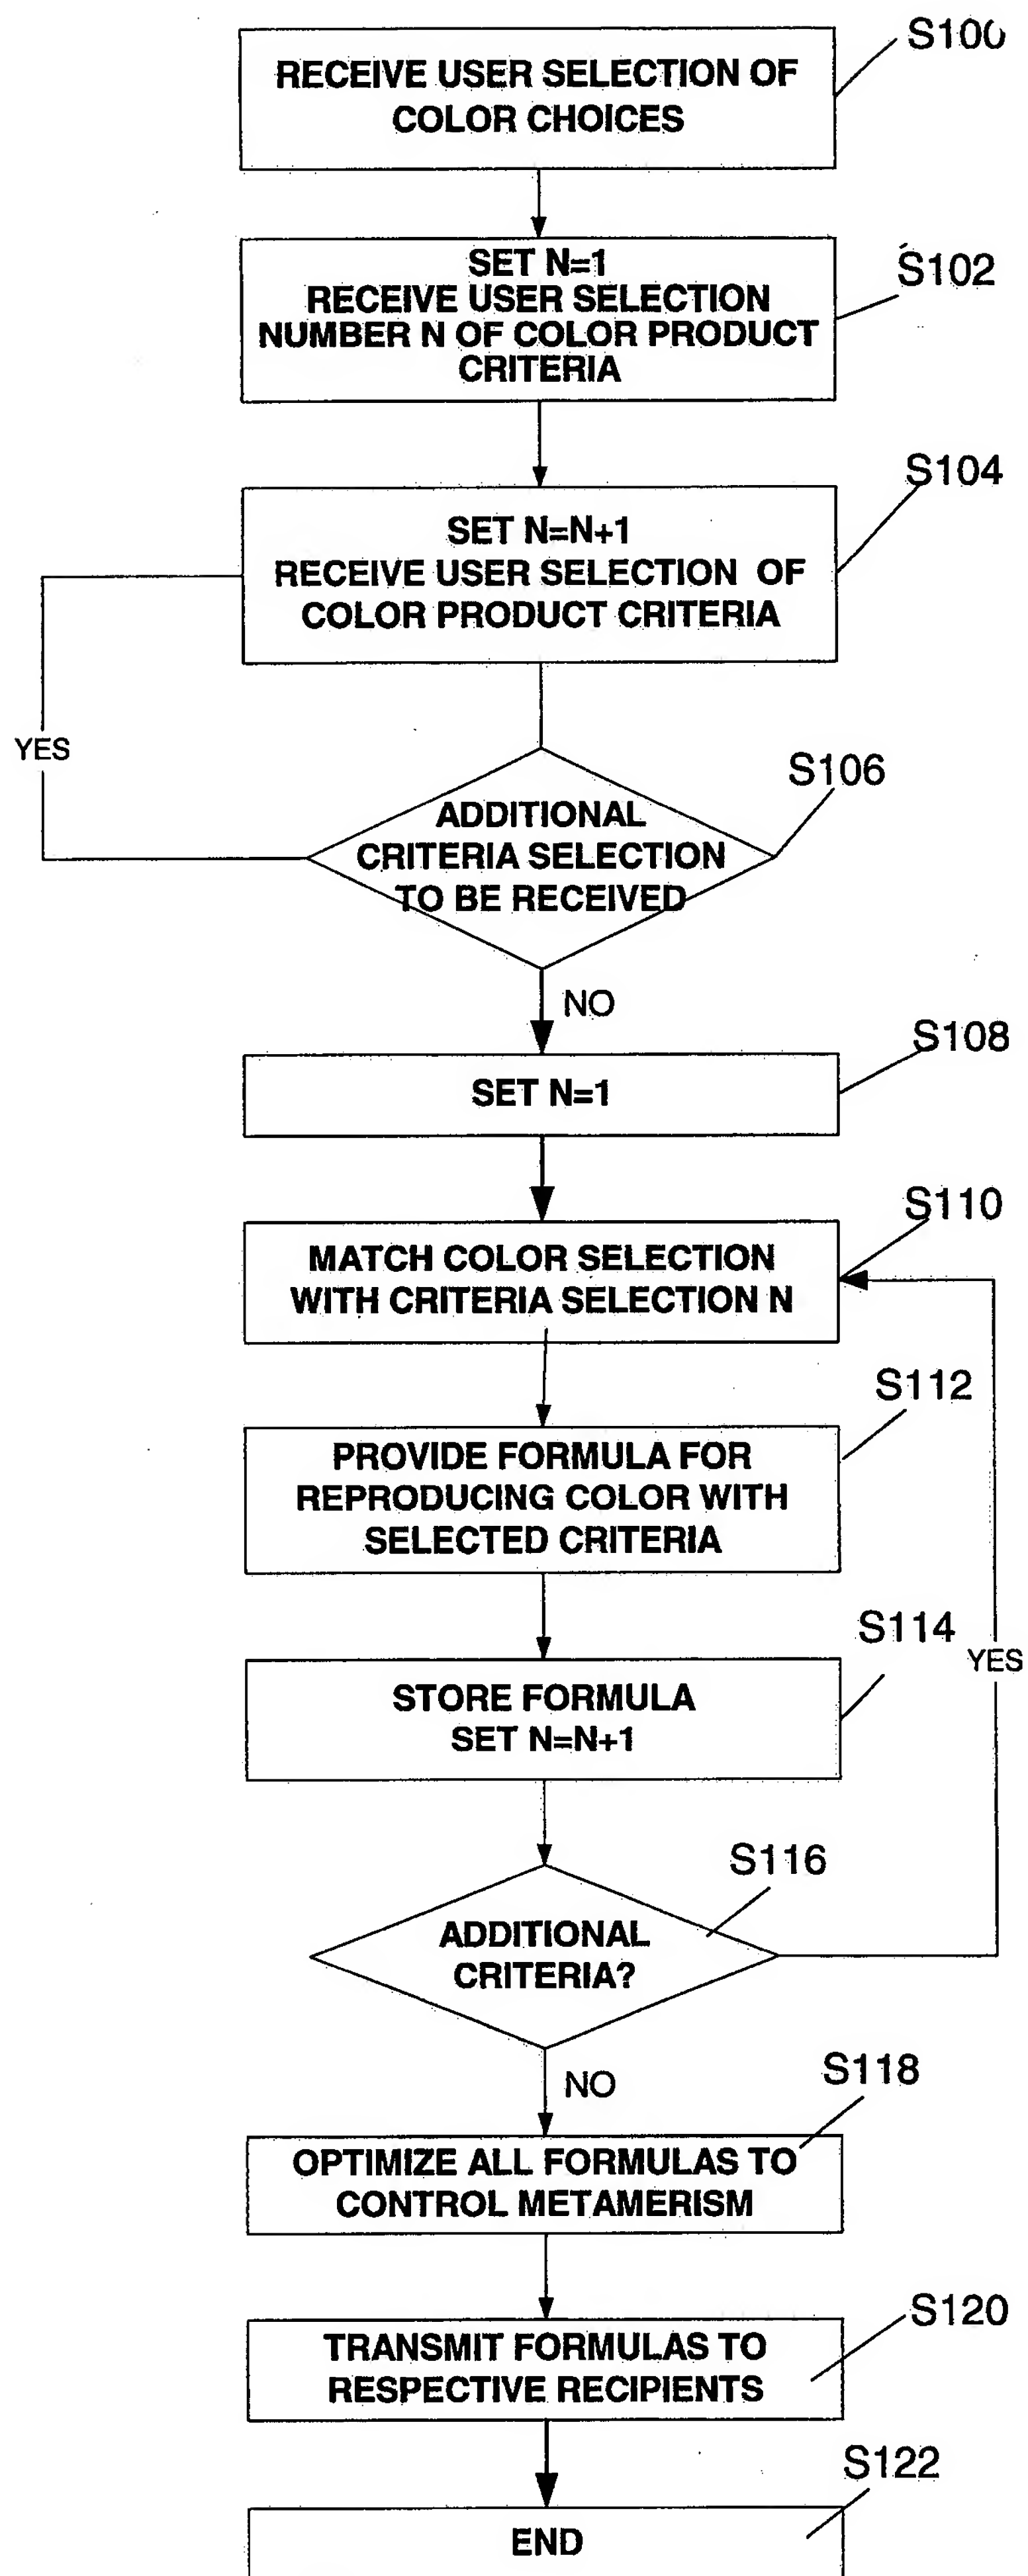 S100
RECEIVE USER SELECTION OF
COLOR CHOICES
S102
SET N=1
RECEIVE USER SELECTION
NUMBER N OF COLOR PRODUCT
CRITERIA
S104
SET N=N+1
RECEIVE USER SELECTION OF
COLOR PRODUCT CRITERIA
YES
S106
ADDITIONAL
CRITERIA SELECTION
TO BE RECEIVED
NO
S108
SET N=1
S110
MATCH COLOR SELECTION
WITH CRITERIA SELECTION N
S112
PROVIDE FORMULA FOR
REPRODUCING COLOR WITH
SELECTED CRITERIA
S114
YES
STORE FORMULA
SET N=N+1
S116
ADDITIONAL
CRITERIA?
NO
S118
OPTIMIZE ALL FORMULAS TO
CONTROL METAMERISM
S120
TRANSMIT FORMULAS TO
RESPECTIVE RECIPIENTS
S122
END